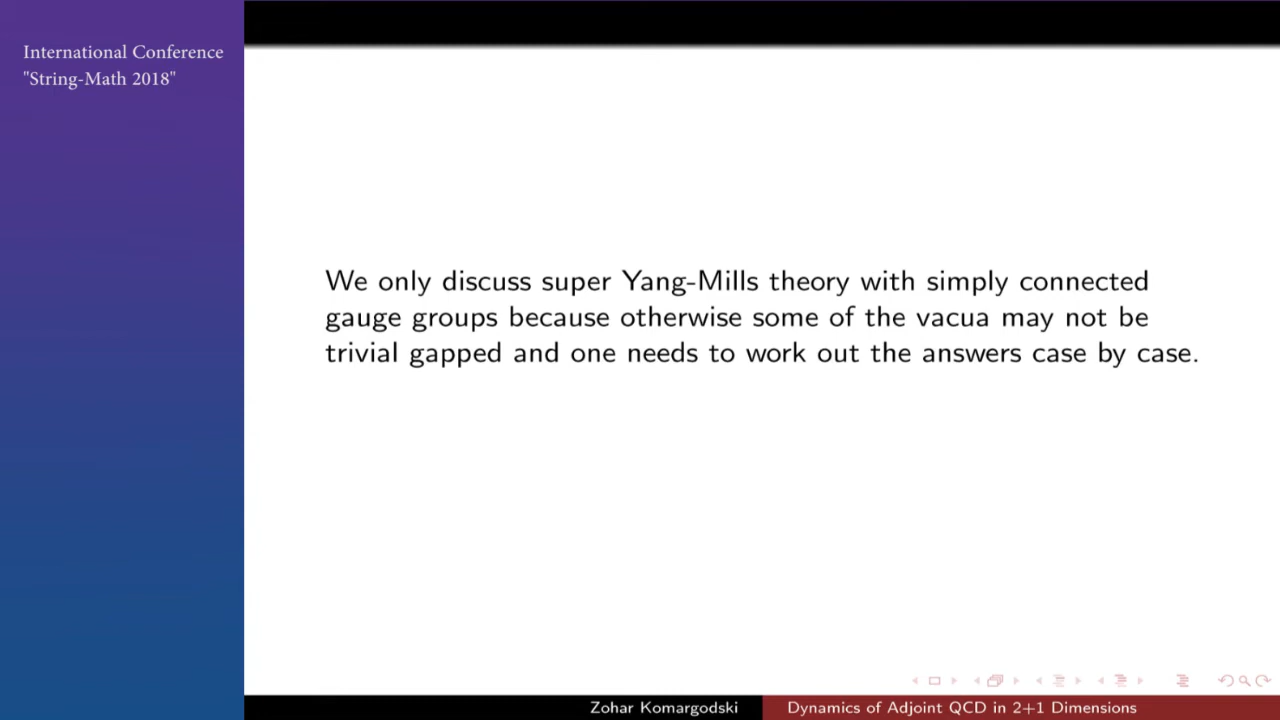 International Conference
"String-Math 2018"
We only discuss super Yang-Mills theory with simply connected
gauge groups because otherwise some of the vacua may not be
trivial gapped and one needs to work out the answers case by case.
Zohar Komargodski
Dynamics of Adjoint QCD in 2+1 Dimensions